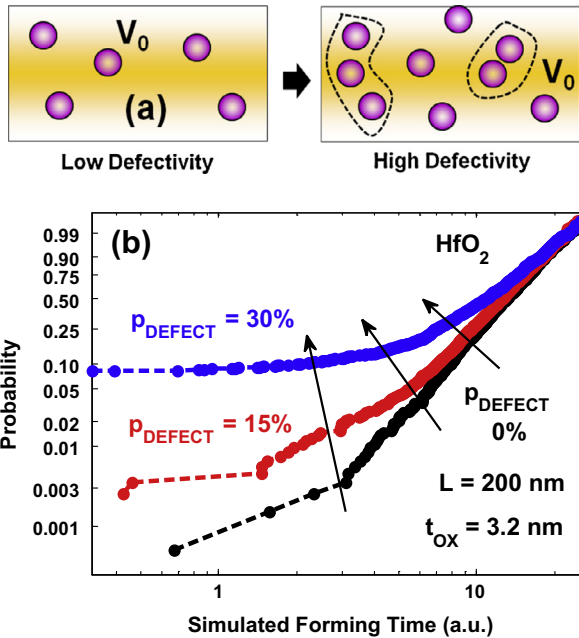 V0
(a)
V0
Low Defectivity
High Defectivity
(b)
HfO2
0.99
0.90
0.75
0.50
0.25
0.10
0.05
0.02
0.01
0.003
0.001
Probability
pDEFECT = 30%
pDEFECT = 15%
pDEFECT
0%
L = 200 nm
tOX = 3.2 nm
1
10
Simulated Forming Time (a.u.)